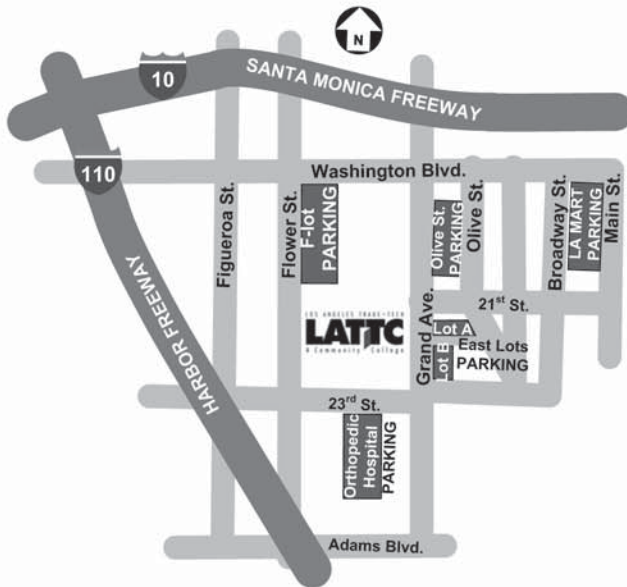 N
10
SANTA MONICA FREEWAY
110
Washington Blvd.
HARBOR FREEWAY
Figueroa St.
Flower St.
F-lot
PARKING
Grand Ave.
Olive St.
PARKING
Olive St.
Broadway St.
LA MART
PARKING
Main St.
21st St.
LOS ANGELES TRADE-TECH
LATTC
A Community College
Lot A
Lot B
East Lots
PARKING
23rd St.
Orthopedic
Hospital
PARKING
Adams Blvd.